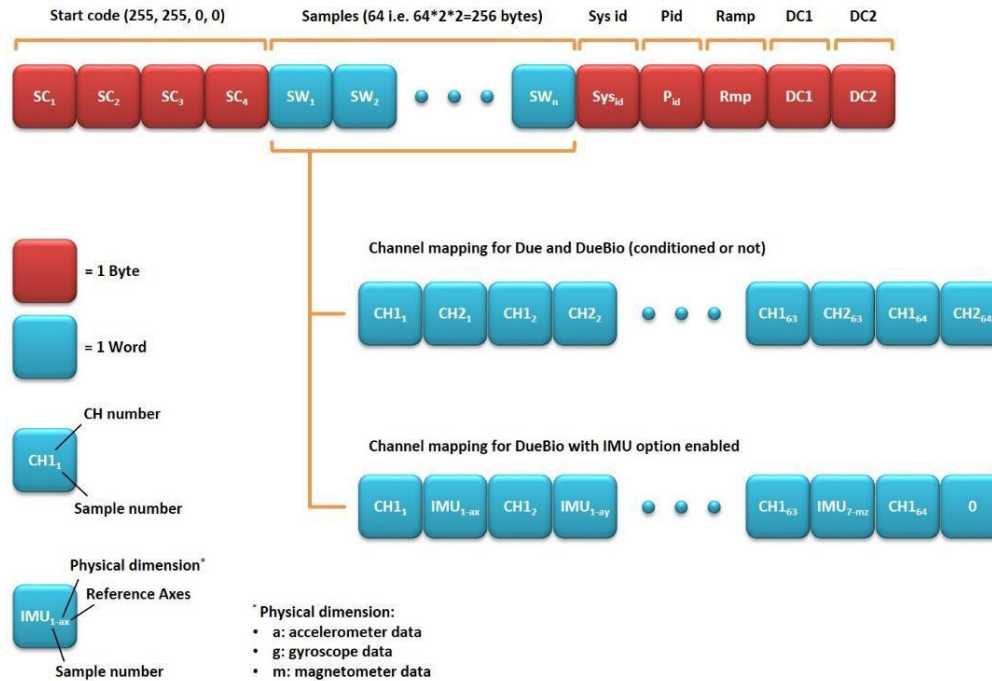 Start code (255, 255, 0, 0) Samples (64 i.e. 64*2*2=256 bytes) Sys id Pid Ramp DC1 DC2
SC1 SC2 SC3 SC4 SW1 SW2 SWn Sysid Pid Rmp DC1 DC2
Channel mapping for Due and DueBio (conditioned or not)
CH11 CH21 CH12 CH22 CH163 CH263 CH164 CH264
= 1 Byte
= 1 Word
CH number
CH11
Sample number
Channel mapping for DueBio with IMU option enabled
CH11 IMU1-ax CH12 IMU1-ay CH163 IMU7-mz CH164 0
Physical dimension*
Reference Axes
IMU1-ax
Sample number
* Physical dimension:
• a: accelerometer data
• g: gyroscope data
• m: magnetometer data